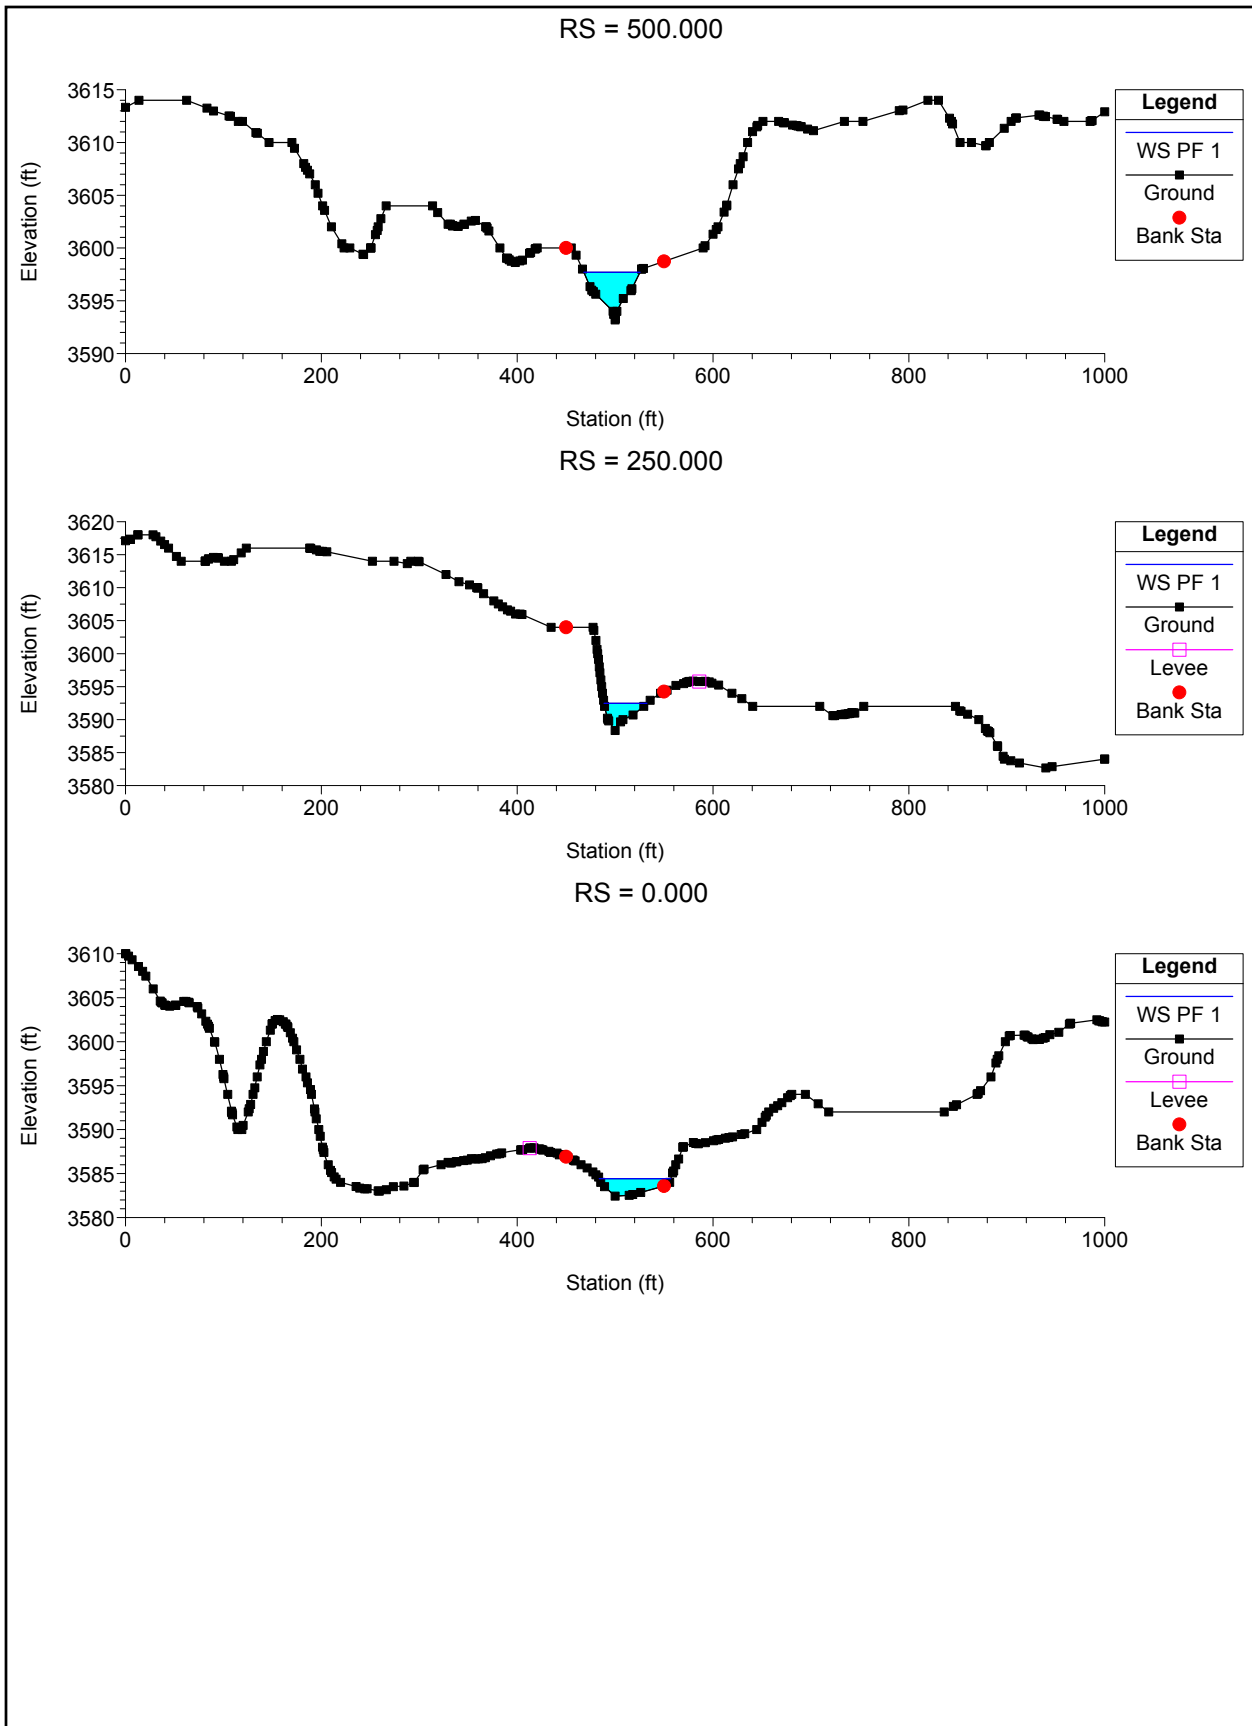 RS = 500.000
3615
3610
3605
3600
3595
3590
Elevation (ft)
0
200
400
600
800
1000
Station (ft)
Legend
WS PF 1
Ground
Bank Sta
RS = 250.000
3620
3615
3610
3605
3600
3595
3590
3585
3580
Elevation (ft)
0
200
400
600
800
1000
Station (ft)
Legend
WS PF 1
Ground
Levee
Bank Sta
RS = 0.000
3610
3605
3600
3595
3590
3585
3580
Elevation (ft)
0
200
400
600
800
1000
Station (ft)
Legend
WS PF 1
Ground
Levee
Bank Sta